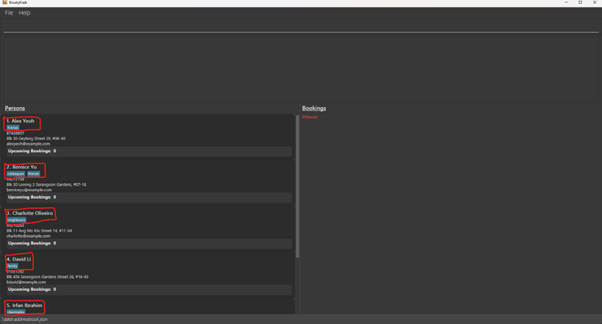 KrustyKrab
File Help
Persons
Bookings
Filtered
1. Alex Yeoh
friends
87438807
Blk 30 Geylang Street 29, #06-40
alexyeoh@example.com
Upcoming Bookings: 0
2. Bernice Yu
colleagues friends
Blk 30 Lorong 3 Serangoon Gardens, #07-18
berniceyu@example.com
Upcoming Bookings: 0
3. Charlotte Oliveiro
neighbours
Blk 11 Ang Mo Kio Street 74, #11-04
charlotte@example.com
Upcoming Bookings: 0
4. David Li
family
Blk 436 Serangoon Gardens Street 26, #16-43
lidavid@example.com
Upcoming Bookings: 0
5. Irfan Ibrahim
classmates
\data\addressbook.json